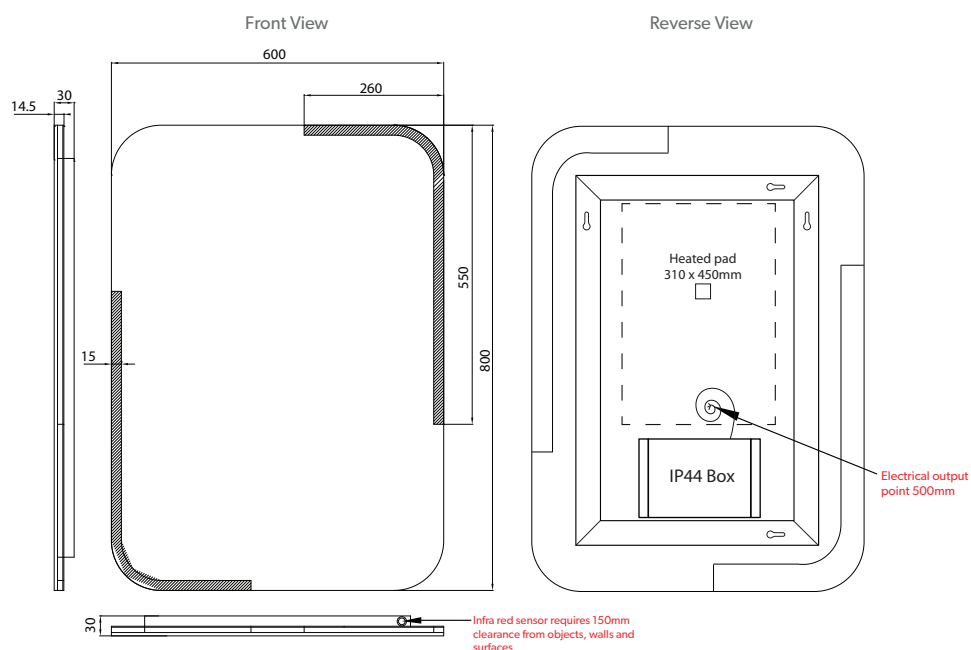 Front View
Reverse View
600
260
30
14.5
550
800
15
30
Heated pad
310 x 450mm
IP44 Box
Electrical output
point 500mm
Infra red sensor requires 150mm
clearance from objects, walls and
surfaces